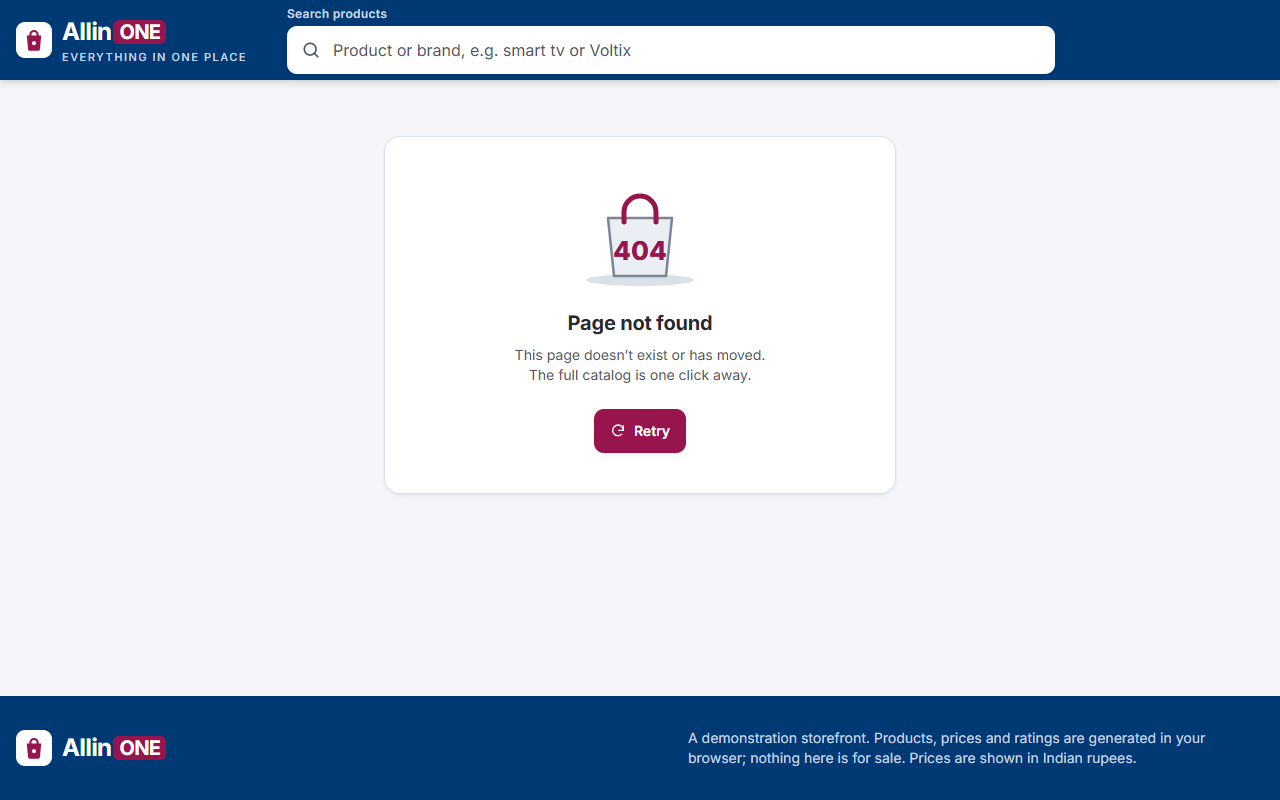 Allin ONE
EVERYTHING IN ONE PLACE
Search products
Product or brand, e.g. smart tv or Voltix
404
Page not found
This page doesn’t exist or has moved.
The full catalog is one click away.
Retry
Allin ONE
A demonstration storefront. Products, prices and ratings are generated in your
browser; nothing here is for sale. Prices are shown in Indian rupees.